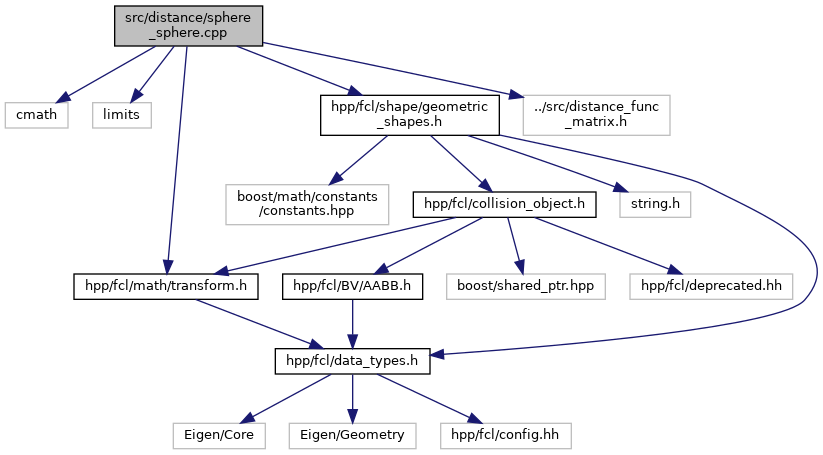 src/distance/sphere
_sphere.cpp
cmath
limits
hpp/fcl/shape/geometric
_shapes.h
../src/distance_func
_matrix.h
boost/math/constants
/constants.hpp
hpp/fcl/collision_object.h
string.h
hpp/fcl/math/transform.h
hpp/fcl/BV/AABB.h
boost/shared_ptr.hpp
hpp/fcl/deprecated.hh
hpp/fcl/data_types.h
Eigen/Core
Eigen/Geometry
hpp/fcl/config.hh